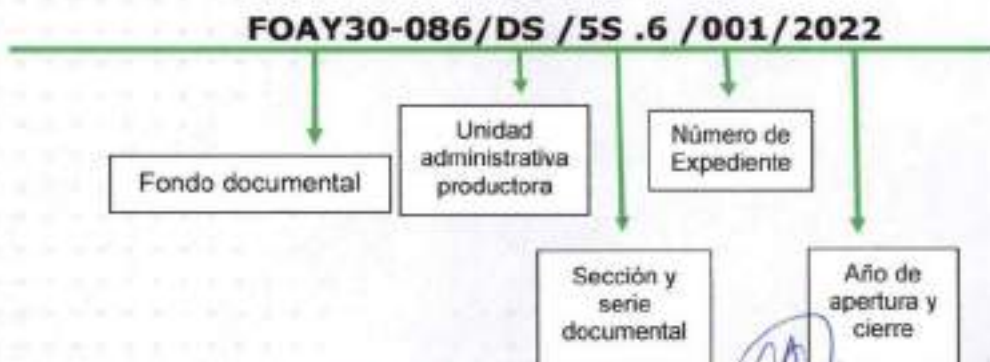 FOAY30-086/DS /5S .6 /001/2022
Fondo documental
Unidad
administrativa
productora
Número de
Expediente
Sección y
serie
documental
Año de
apertura y
cierre